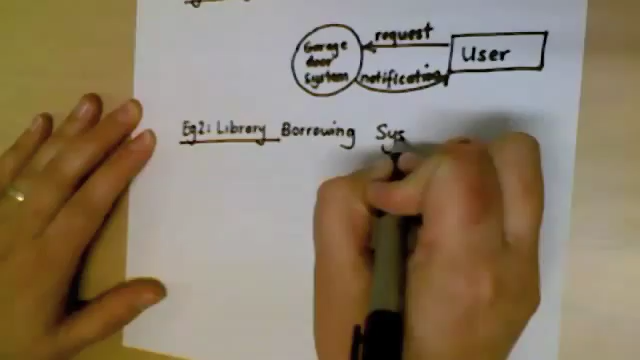 request
Garage
door
system
User
notification
Eg2: Library Borrowing Sys